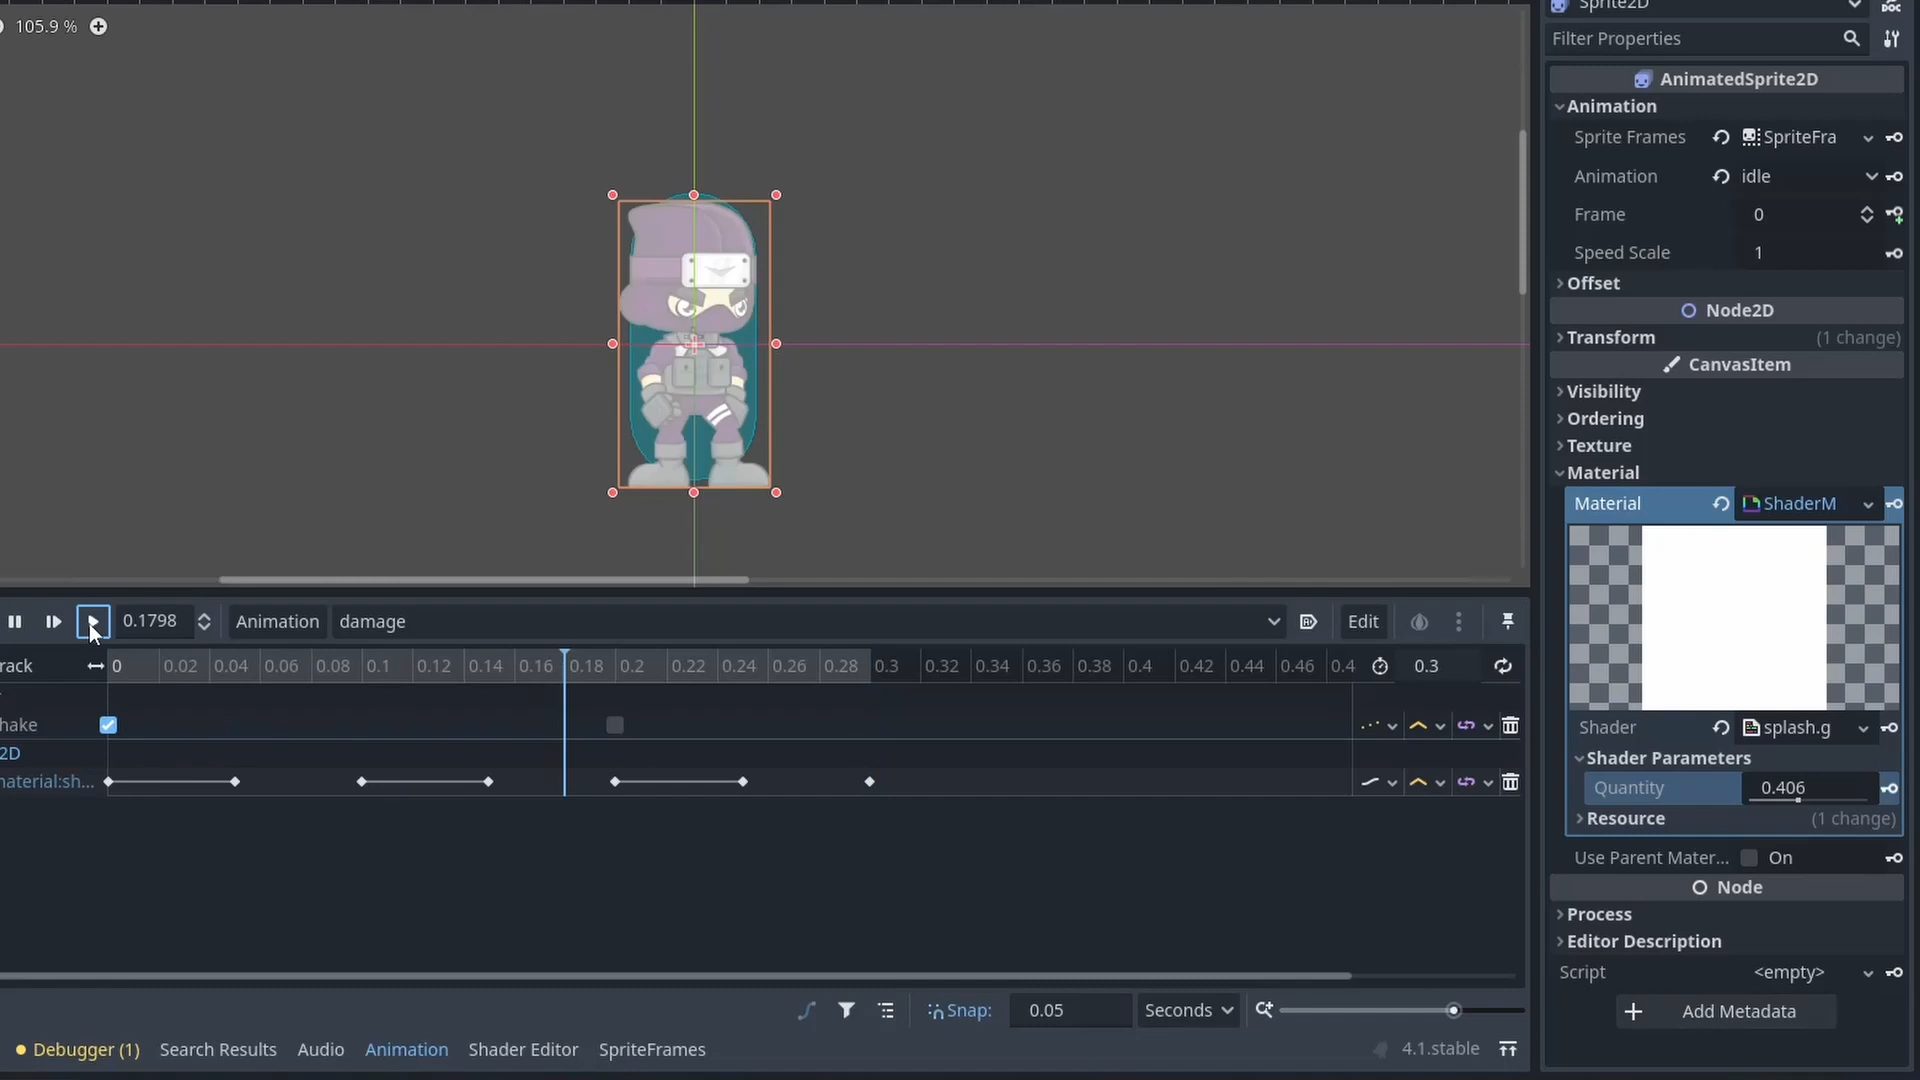 105.9 %
Sprite2D
Filter Properties
AnimatedSprite2D
Animation
Sprite Frames SpriteFra
Animation idle
Frame 0
Speed Scale 1
Offset
Node2D
Transform (1 change)
CanvasItem
Visibility
Ordering
Texture
Material
Material ShaderM
Shader splash.g
Shader Parameters
Quantity 0.406
Resource (1 change)
Use Parent Mater... On
Node
Process
Editor Description
Script <empty>
Add Metadata
0.1798 Animation damage Edit
rack 0 0.02 0.04 0.06 0.08 0.1 0.12 0.14 0.16 0.18 0.2 0.22 0.24 0.26 0.28 0.3 0.32 0.34 0.36 0.38 0.4 0.42 0.44 0.46 0.4 0.3
hake
2D
naterial:sh...
Snap: 0.05 Seconds
Debugger (1) Search Results Audio Animation Shader Editor SpriteFrames 4.1.stable